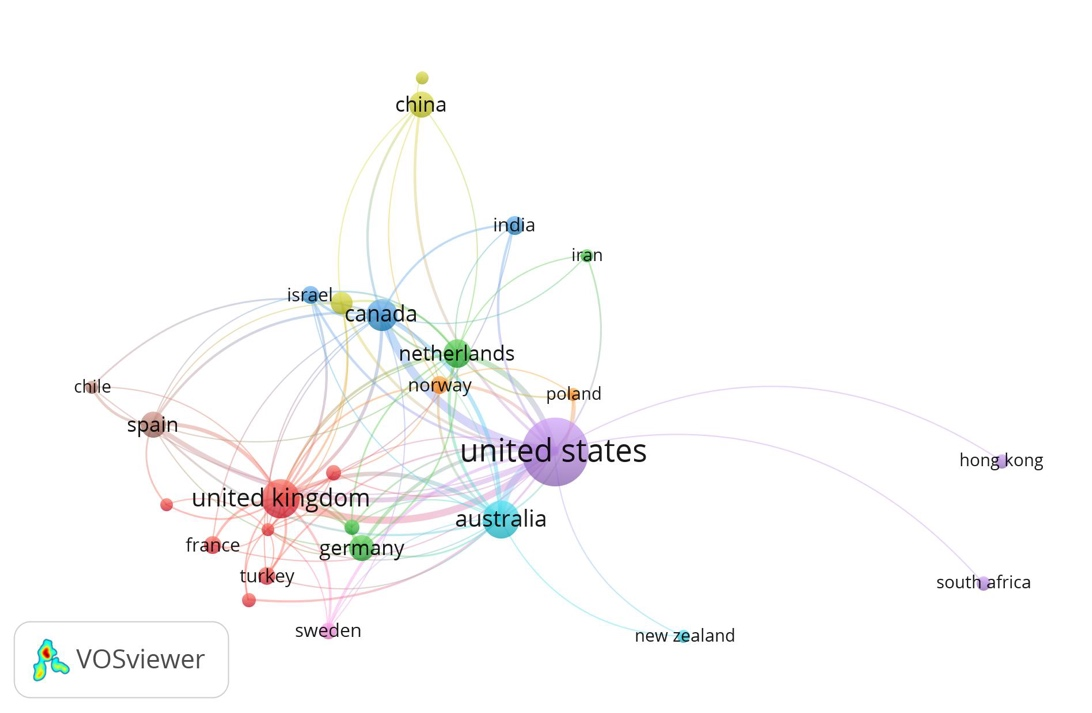 china
india
iran
israel
canada
netherlands
norway
chile
poland
spain
united states
hong kong
united kingdom
australia
france
germany
turkey
south africa
sweden
new zealand
VOSviewer